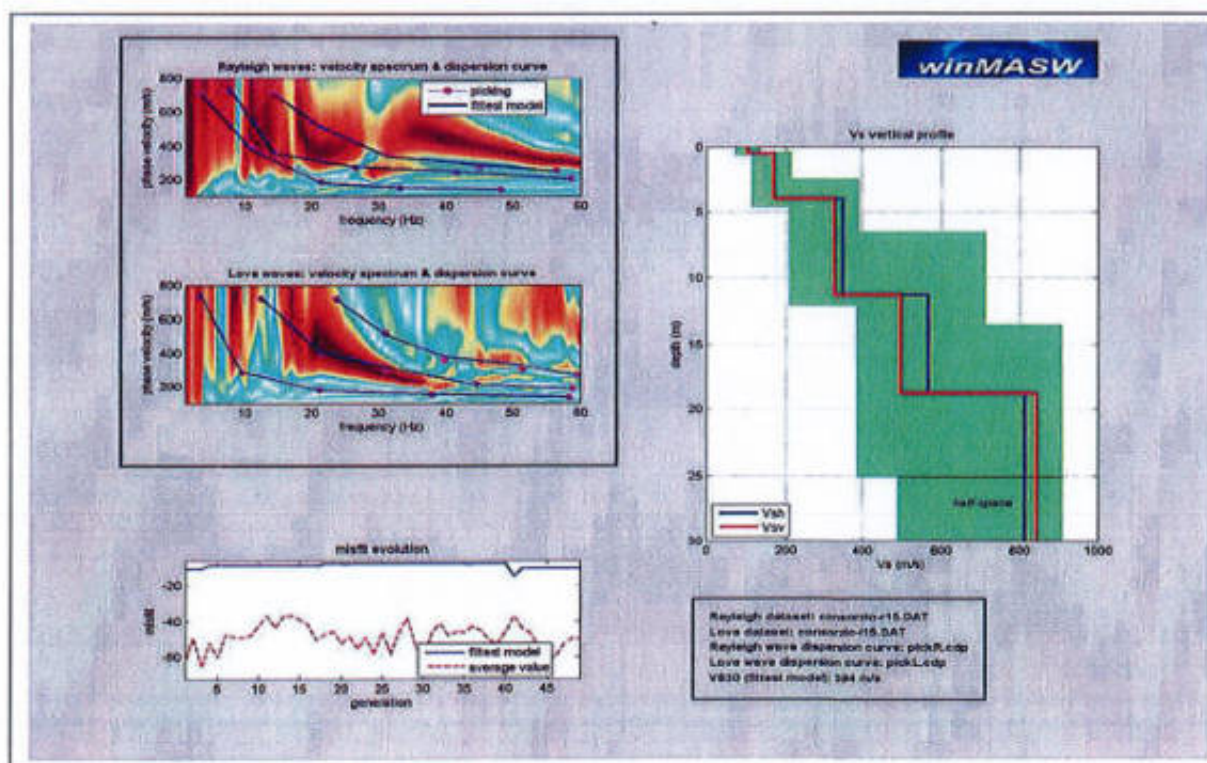 winMASW
Rayleigh waves: velocity spectrum & dispersion curve
picking
fittest model
phase velocity (m/s)
800
600
400
200
10
20
30
40
50
60
frequency (Hz)
Love waves: velocity spectrum & dispersion curve
phase velocity (m/s)
800
600
400
200
10
20
30
40
50
60
frequency (Hz)
misfit evolution
misfit
-20
-40
-60
fittest model
average value
5
10
15
20
25
30
35
40
45
generation
Vs vertical profile
depth (m)
0
5
10
15
20
25
30
half-space
Vsh
Vsv
0
200
400
600
800
1000
Vs (m/s)
Rayleigh dataset: consorzio-r15.DAT
Love dataset: consorzio-l15.DAT
Rayleigh wave dispersion curve: pickR.cdp
Love wave dispersion curve: pickL.cdp
VS30 (fittest model): 384 m/s